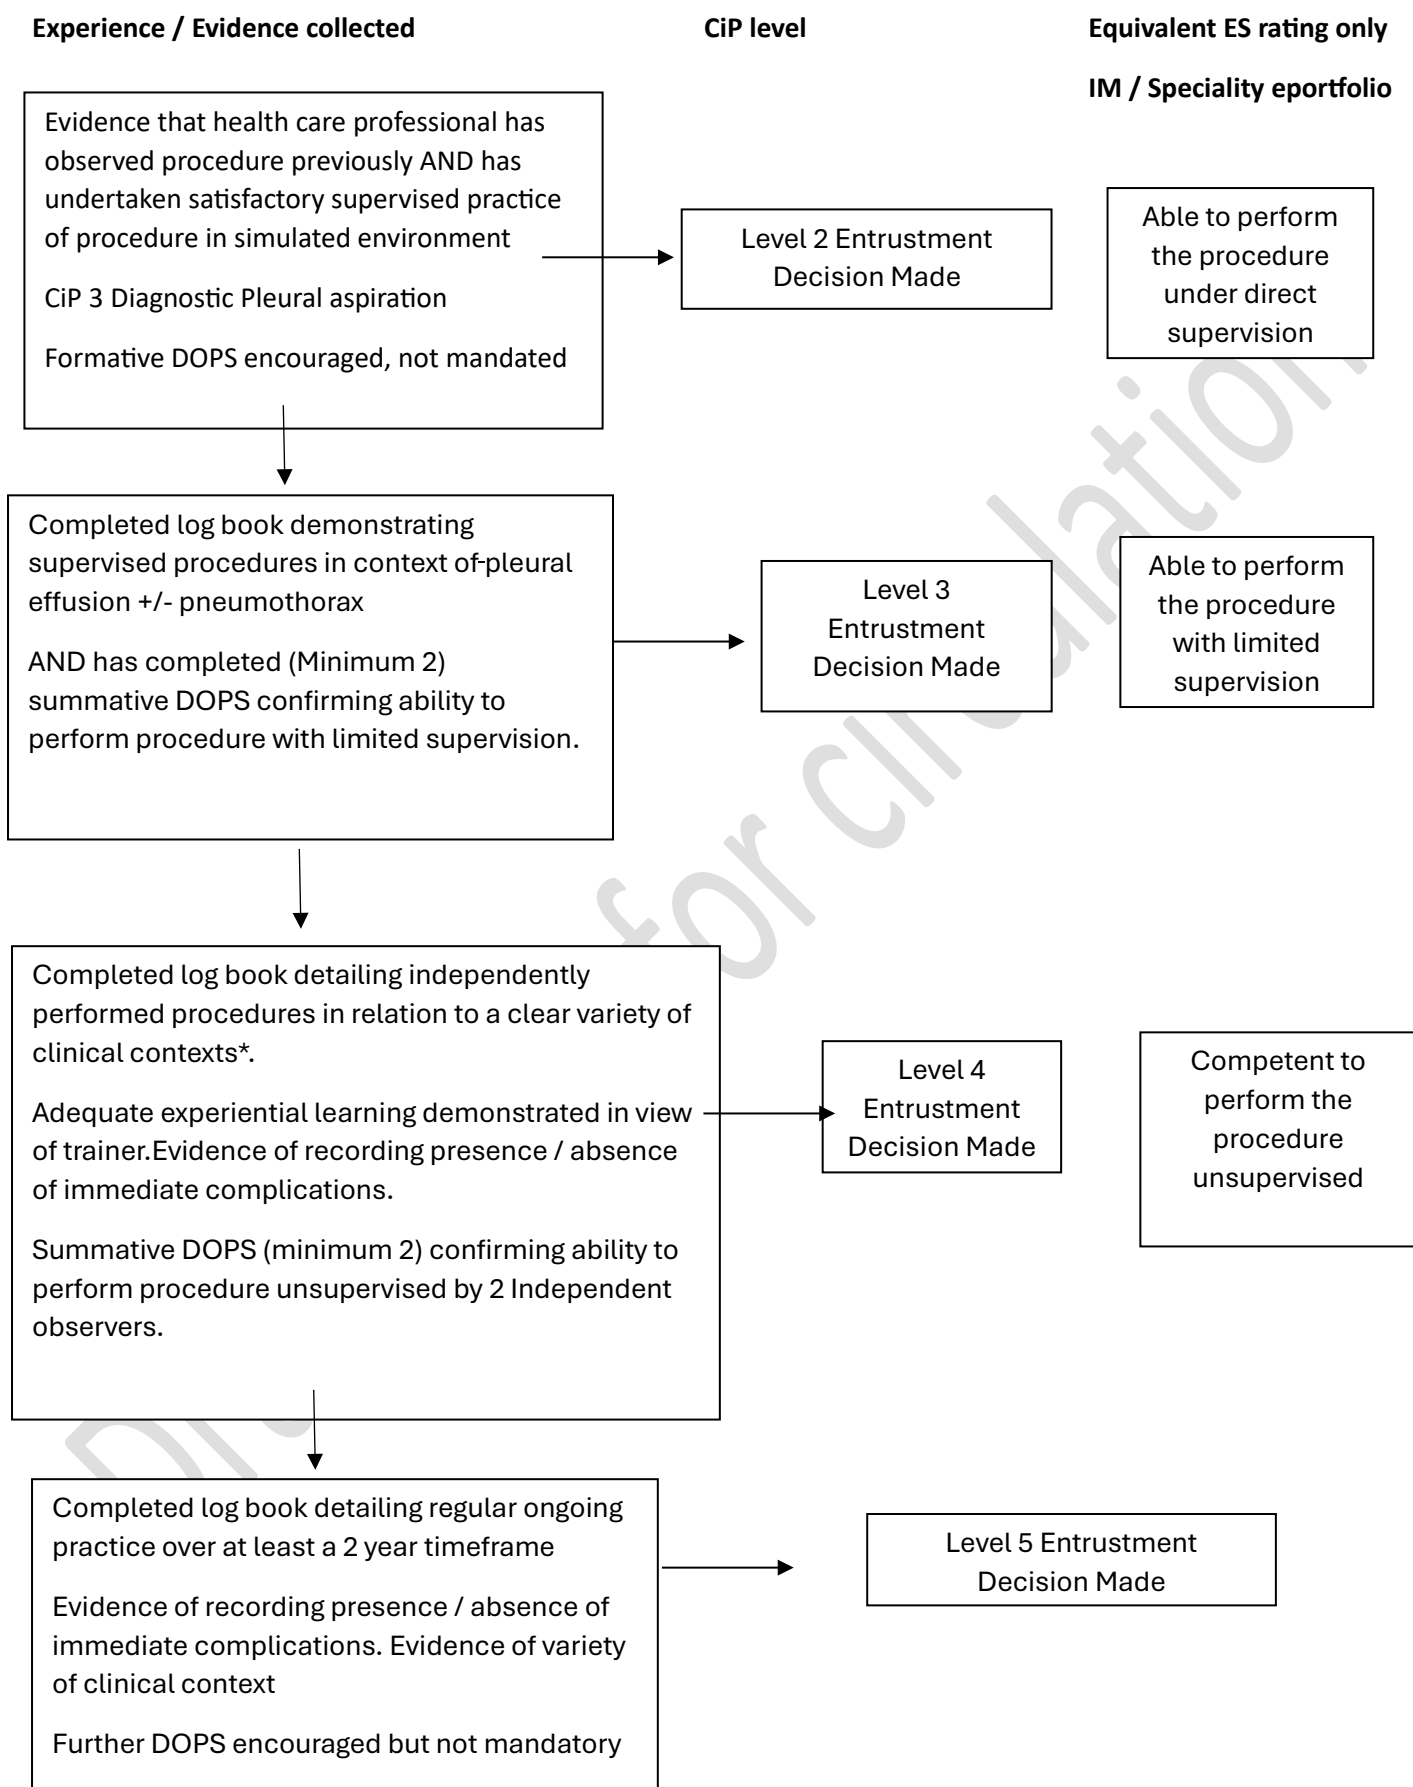 Experience / Evidence collected
CiP level
Equivalent ES rating only
IM / Speciality eportfolio
Evidence that health care professional has
observed procedure previously AND has
undertaken satisfactory supervised practice
of procedure in simulated environment
CiP 3 Diagnostic Pleural aspiration
Formative DOPS encouraged, not mandated
Level 2 Entrustment
Decision Made
Able to perform
the procedure
under direct
supervision
Completed log book demonstrating
supervised procedures in context of-pleural
effusion +/- pneumothorax
AND has completed (Minimum 2)
summative DOPS confirming ability to
perform procedure with limited supervision.
Level 3
Entrustment
Decision Made
Able to perform
the procedure
with limited
supervision
Completed log book detailing independently
performed procedures in relation to a clear variety of
clinical contexts*.
Adequate experiential learning demonstrated in view
of trainer.Evidence of recording presence / absence
of immediate complications.
Summative DOPS (minimum 2) confirming ability to
perform procedure unsupervised by 2 Independent
observers.
Level 4
Entrustment
Decision Made
Competent to
perform the
procedure
unsupervised
Completed log book detailing regular ongoing
practice over at least a 2 year timeframe
Evidence of recording presence / absence of
immediate complications. Evidence of variety
of clinical context
Further DOPS encouraged but not mandatory
Level 5 Entrustment
Decision Made
for circulation